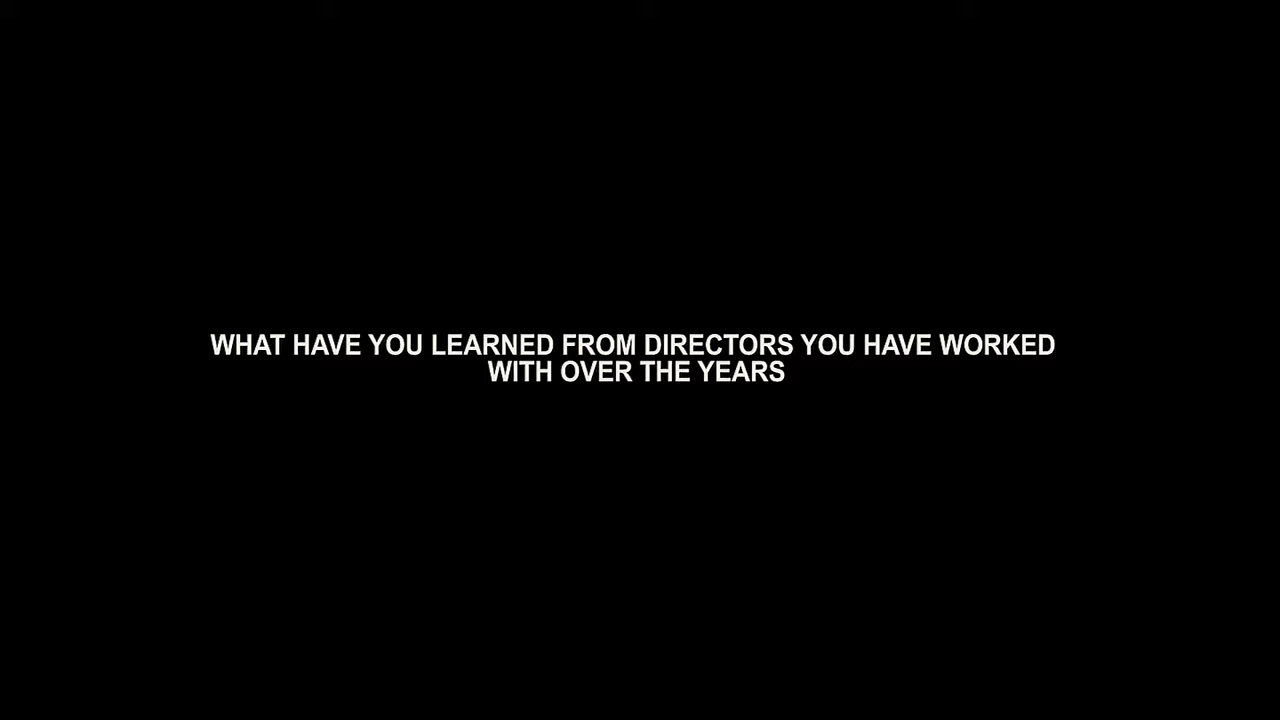 WHAT HAVE YOU LEARNED FROM DIRECTORS YOU HAVE WORKED
WITH OVER THE YEARS